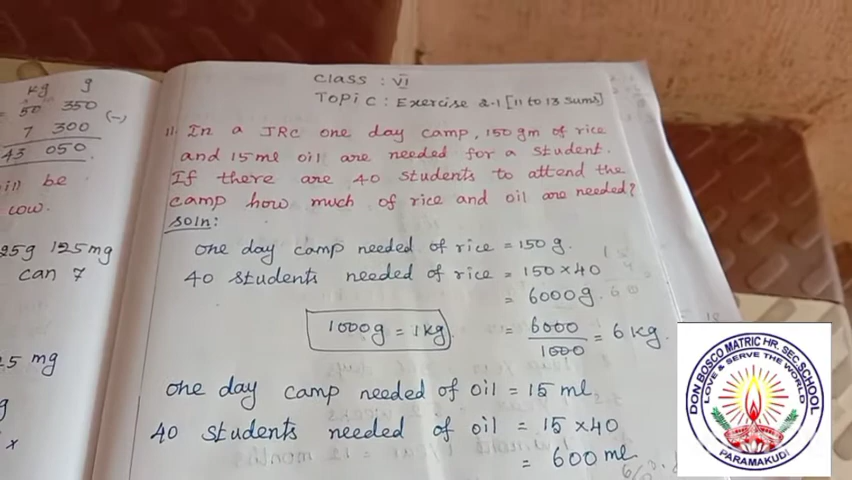 kg g
50 350
7 300 (-)
43 050
ill be
cow.
25g 125mg
can 7
25 mg
g
x
Class : VI
Topic : Exercise 2.1 [11 to 13 sums]
11. In a JRC one day camp, 150 gm of rice
and 15 ml oil are needed for a student.
If there are 40 students to attend the
camp how much of rice and oil are needed?
Soln:
one day camp needed of rice = 150 g.
40 students needed of rice = 150 × 40
= 6000g.
1000g = 1kg
= 6000/1000 = 6 kg.
one day camp needed of oil = 15 ml.
40 students needed of oil = 15 × 40
= 600 ml.
DON BOSCO MATRIC HR. SEC SCHOOL
LOVE & SERVE THE WORLD
PARAMAKUDI